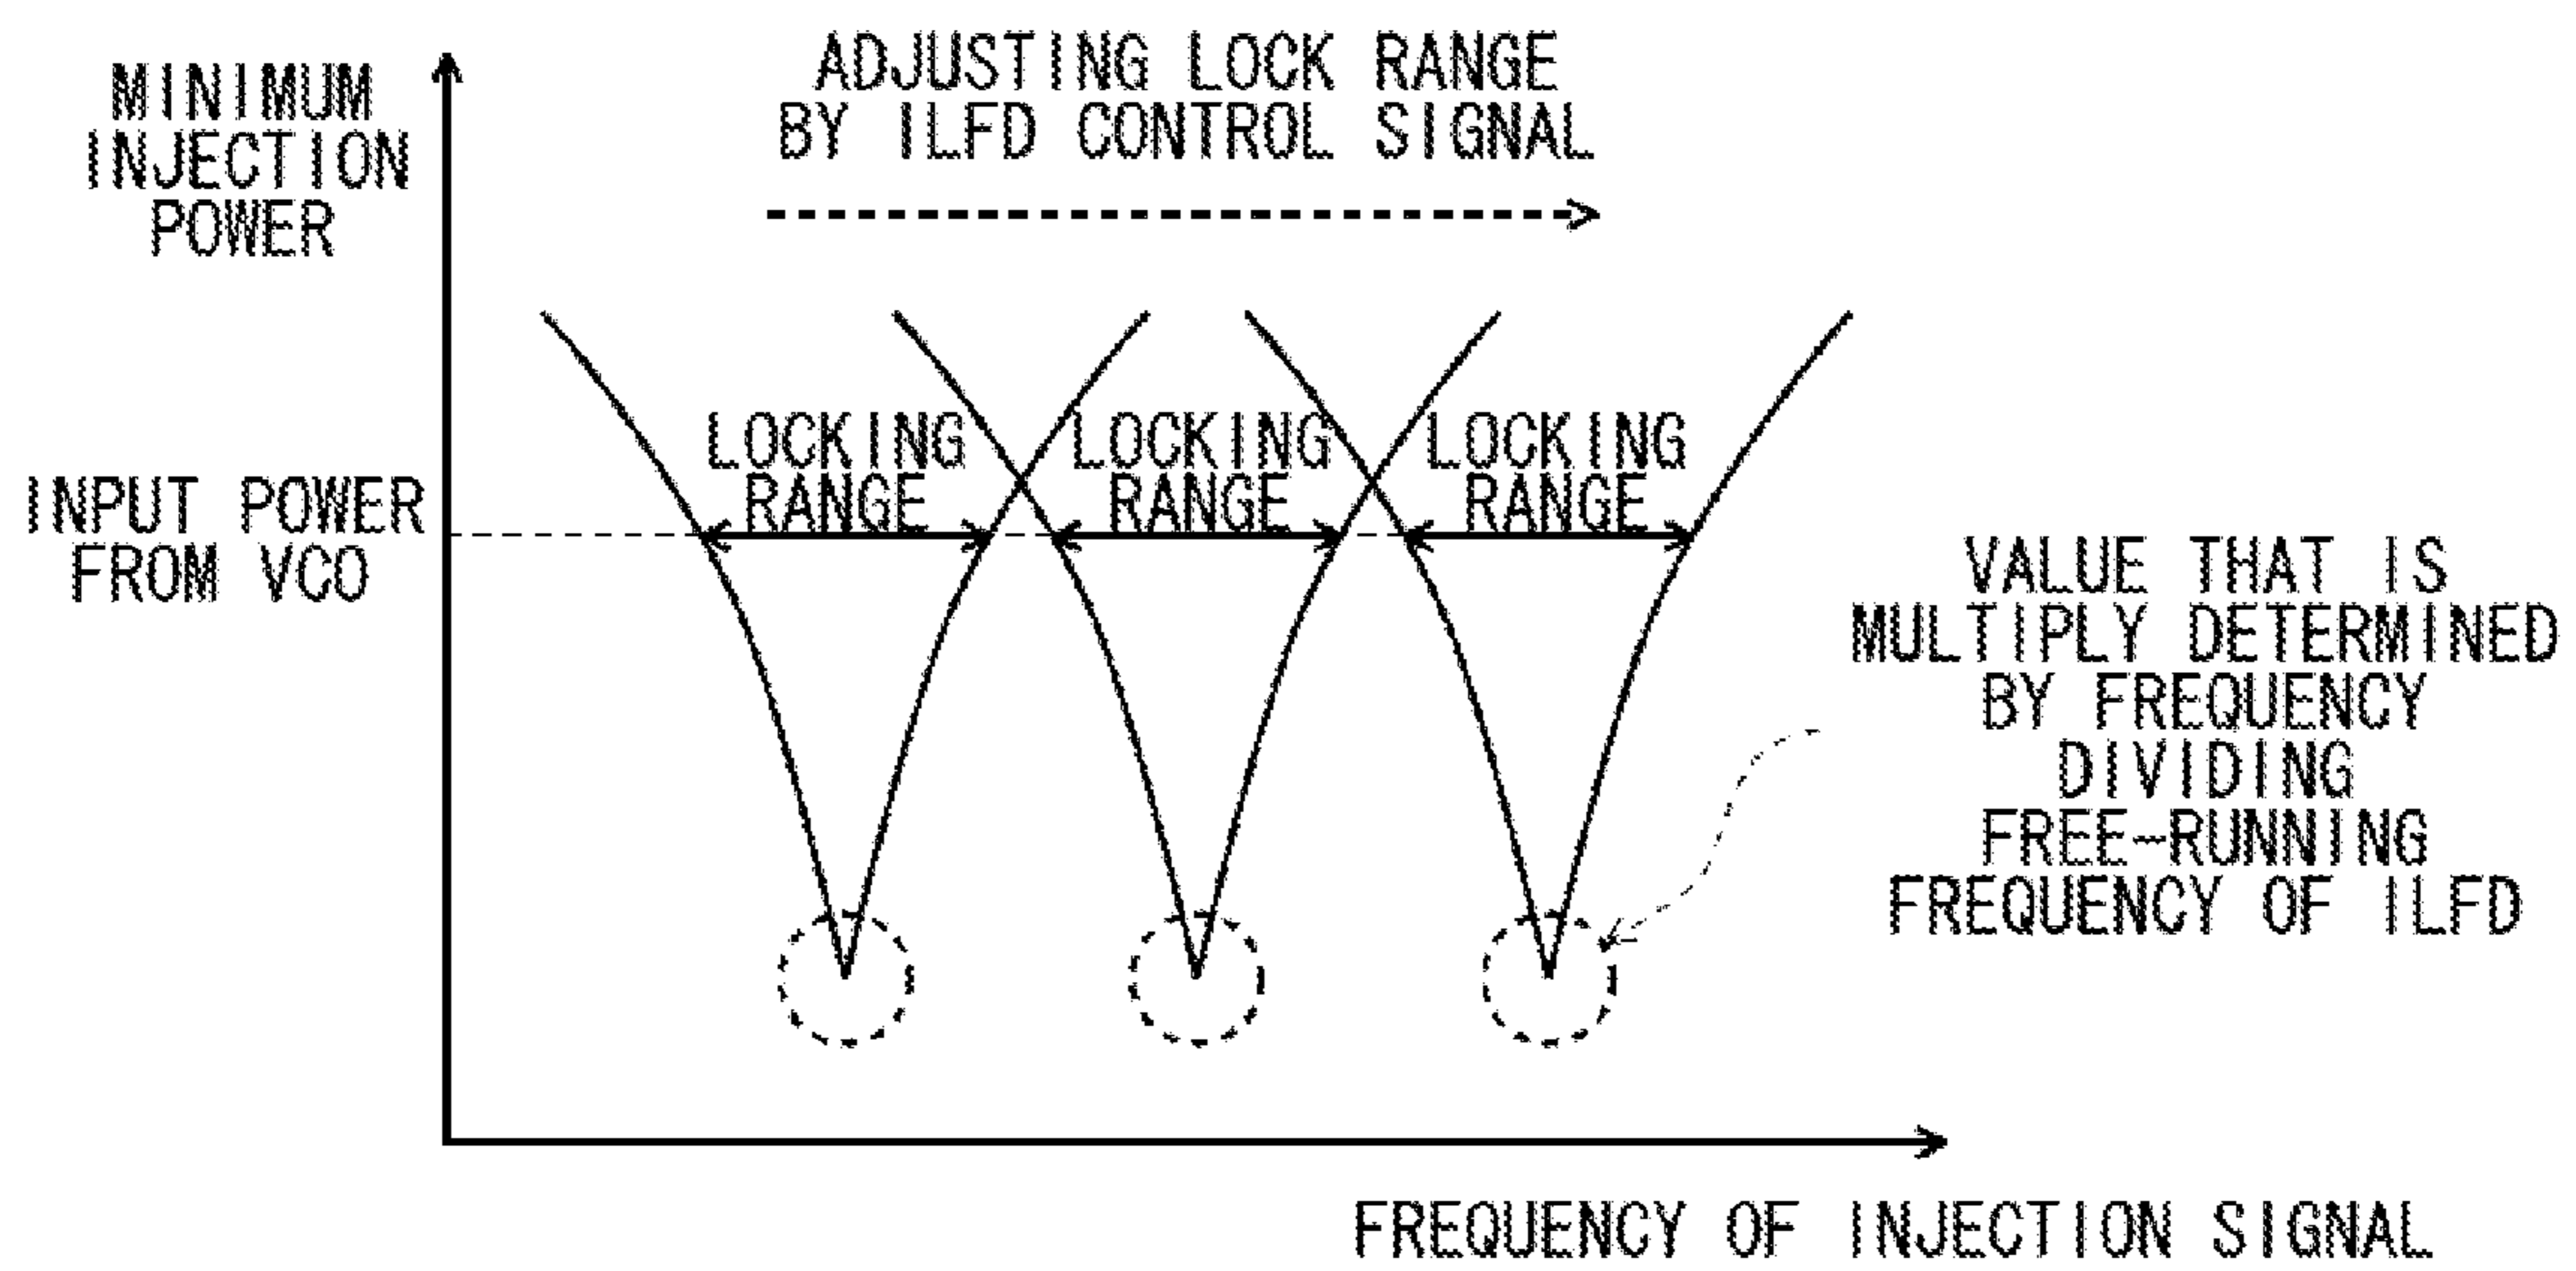 MINIMUM
INJECTION
POWER
ADJUSTING LOCK RANGE
BY ILFD CONTROL SIGNAL
LOCKING
RANGE
LOCKING
RANGE
LOCKING
RANGE
INPUT POWER
FROM VCO
VALUE THAT IS
MULTIPLY DETERMINED
BY FREQUENCY
DIVIDING
FREE-RUNNING
FREQUENCY OF ILFD
FREQUENCY OF INJECTION SIGNAL